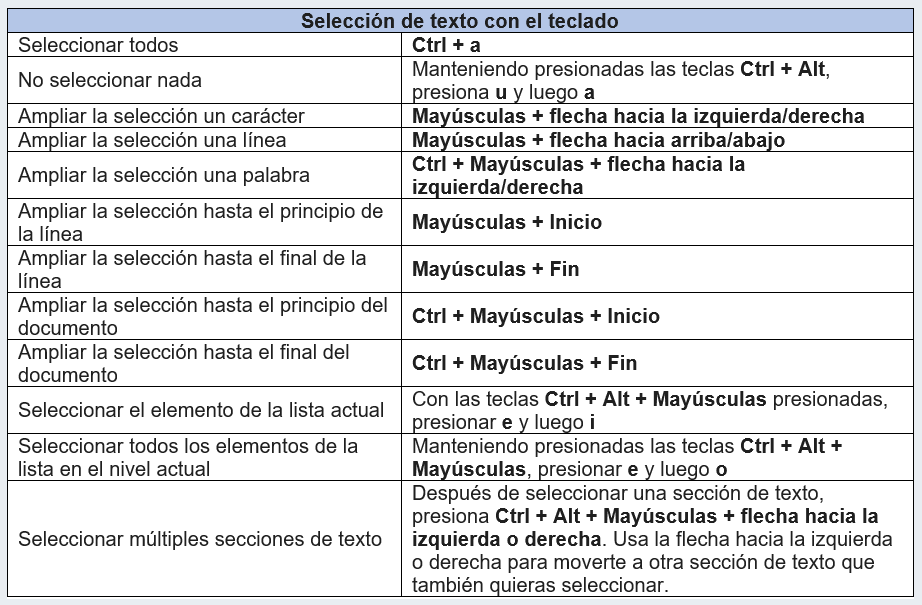 Selección de texto con el teclado
Seleccionar todos
Ctrl + a
No seleccionar nada
Manteniendo presionadas las teclas Ctrl + Alt,
presiona u y luego a
Ampliar la selección un carácter
Mayúsculas + flecha hacia la izquierda/derecha
Ampliar la selección una línea
Mayúsculas + flecha hacia arriba/abajo
Ampliar la selección una palabra
Ctrl + Mayúsculas + flecha hacia la
izquierda/derecha
Ampliar la selección hasta el principio de
la línea
Mayúsculas + Inicio
Ampliar la selección hasta el final de la
línea
Mayúsculas + Fin
Ampliar la selección hasta el principio del
documento
Ctrl + Mayúsculas + Inicio
Ampliar la selección hasta el final del
documento
Ctrl + Mayúsculas + Fin
Seleccionar el elemento de la lista actual
Con las teclas Ctrl + Alt + Mayúsculas presionadas,
presionar e y luego i
Seleccionar todos los elementos de la
lista en el nivel actual
Manteniendo presionadas las teclas Ctrl + Alt +
Mayúsculas, presionar e y luego o
Seleccionar múltiples secciones de texto
Después de seleccionar una sección de texto,
presiona Ctrl + Alt + Mayúsculas + flecha hacia la
izquierda o derecha. Usa la flecha hacia la izquierda
o derecha para moverte a otra sección de texto que
también quieras seleccionar.